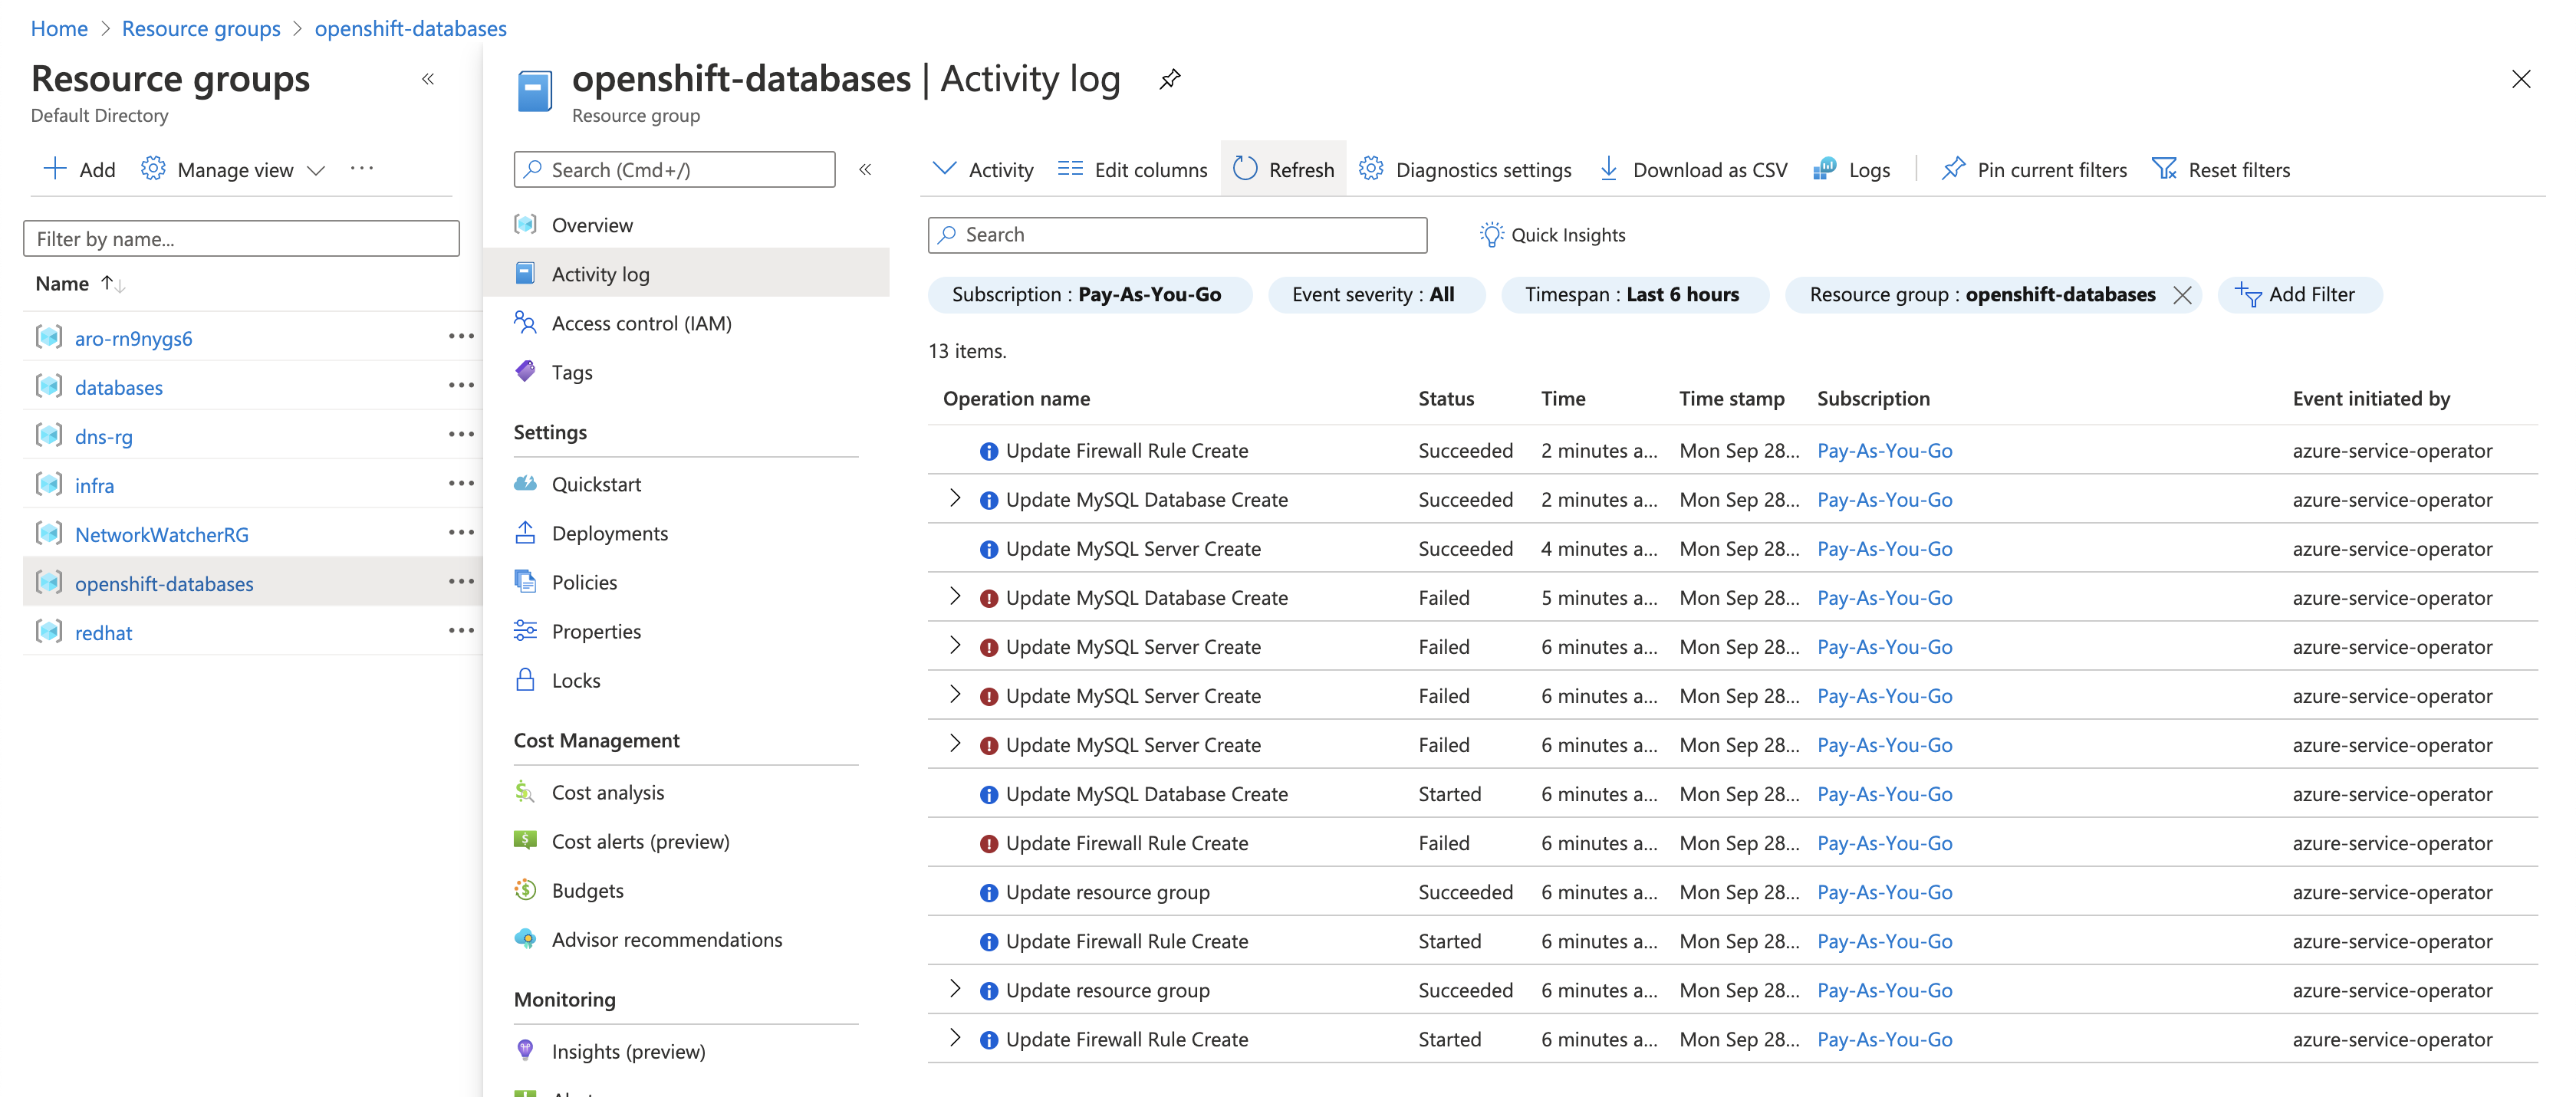 Home > Resource groups > openshift-databases
Resource groups
Default Directory
Add
Manage view
Filter by name...
Name
aro-rn9nygs6
databases
dns-rg
infra
NetworkWatcherRG
openshift-databases
redhat
openshift-databases | Activity log
Resource group
Search (Cmd+/)
Overview
Activity log
Access control (IAM)
Tags
Settings
Quickstart
Deployments
Policies
Properties
Locks
Cost Management
Cost analysis
Cost alerts (preview)
Budgets
Advisor recommendations
Monitoring
Insights (preview)
Activity Edit columns Refresh Diagnostics settings Download as CSV Logs Pin current filters Reset filters
Search
Quick Insights
Subscription : Pay-As-You-Go Event severity : All Timespan : Last 6 hours Resource group : openshift-databases Add Filter
13 items.
Operation name Status Time Time stamp Subscription Event initiated by
Update Firewall Rule Create Succeeded 2 minutes a... Mon Sep 28... Pay-As-You-Go azure-service-operator
Update MySQL Database Create Succeeded 2 minutes a... Mon Sep 28... Pay-As-You-Go azure-service-operator
Update MySQL Server Create Succeeded 4 minutes a... Mon Sep 28... Pay-As-You-Go azure-service-operator
Update MySQL Database Create Failed 5 minutes a... Mon Sep 28... Pay-As-You-Go azure-service-operator
Update MySQL Server Create Failed 6 minutes a... Mon Sep 28... Pay-As-You-Go azure-service-operator
Update MySQL Server Create Failed 6 minutes a... Mon Sep 28... Pay-As-You-Go azure-service-operator
Update MySQL Server Create Failed 6 minutes a... Mon Sep 28... Pay-As-You-Go azure-service-operator
Update MySQL Database Create Started 6 minutes a... Mon Sep 28... Pay-As-You-Go azure-service-operator
Update Firewall Rule Create Failed 6 minutes a... Mon Sep 28... Pay-As-You-Go azure-service-operator
Update resource group Succeeded 6 minutes a... Mon Sep 28... Pay-As-You-Go azure-service-operator
Update Firewall Rule Create Started 6 minutes a... Mon Sep 28... Pay-As-You-Go azure-service-operator
Update resource group Succeeded 6 minutes a... Mon Sep 28... Pay-As-You-Go azure-service-operator
Update Firewall Rule Create Started 6 minutes a... Mon Sep 28... Pay-As-You-Go azure-service-operator